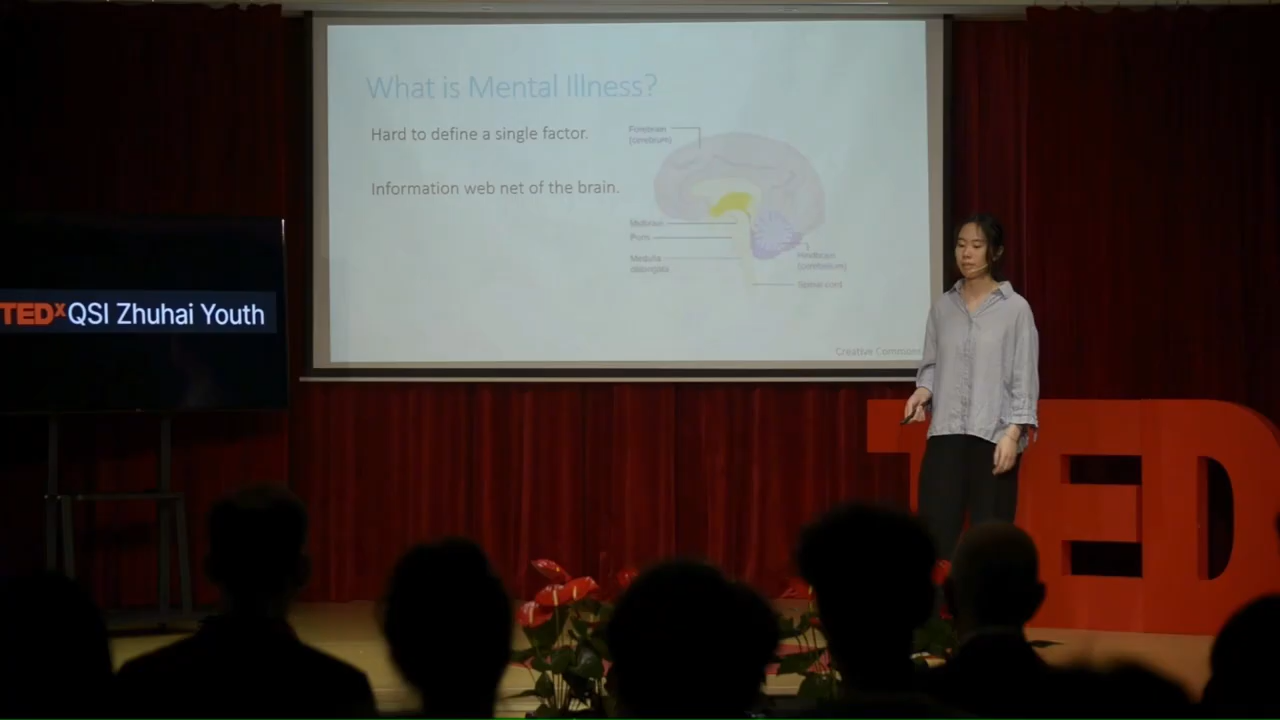 What is Mental Illness?
Hard to define a single factor.
Information web net of the brain.
Forebrain
(cerebrum)
Midbrain
Pons
Medulla
oblongata
Hindbrain
(cerebellum)
Spinal cord
Creative Commons
TEDxQSI Zhuhai Youth
TED